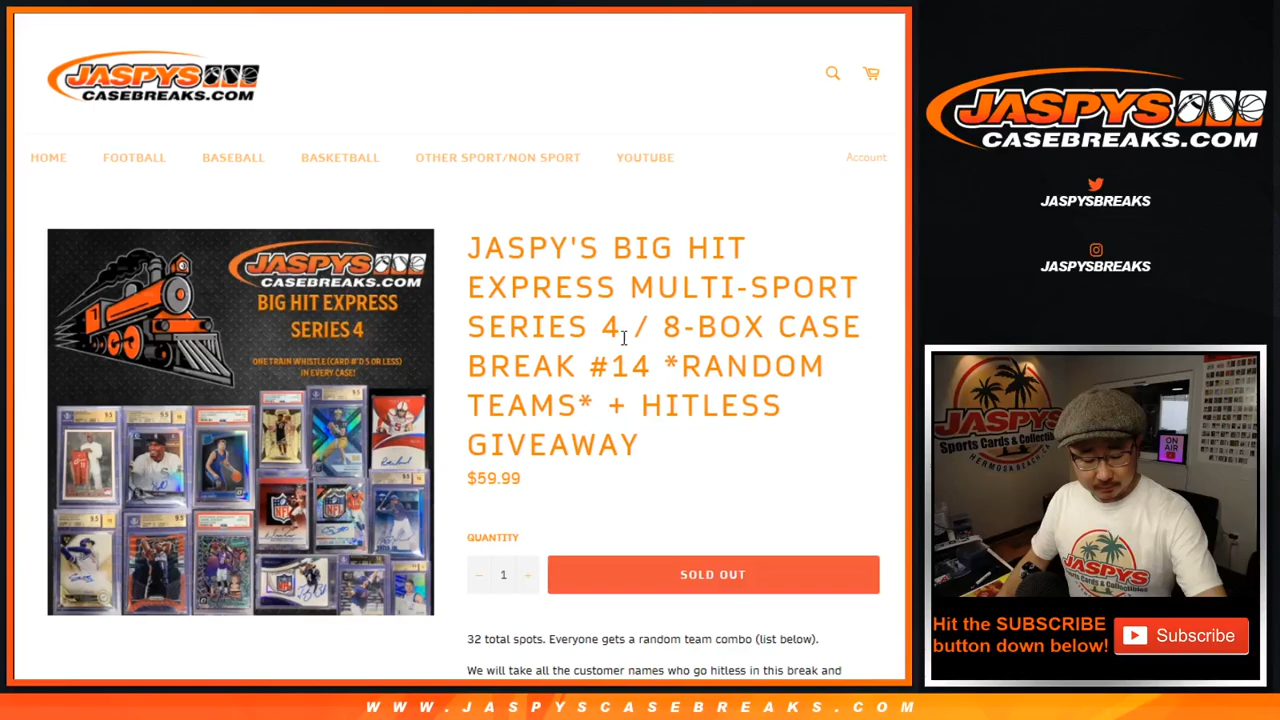 JASPYS
CASEBREAKS.COM
HOME
FOOTBALL
BASEBALL
BASKETBALL
OTHER SPORT/NON SPORT
YOUTUBE
Account
JASPYS
CASEBREAKS.COM
BIG HIT EXPRESS
SERIES 4
ONE TRAIN WHISTLE (CARD #'D 5 OR LESS)
IN EVERY CASE!
JASPY'S BIG HIT
EXPRESS MULTI-SPORT
SERIES 4 / 8-BOX CASE
BREAK #14 *RANDOM
TEAMS* + HITLESS
GIVEAWAY
$59.99
QUANTITY
− 1 +
SOLD OUT
32 total spots. Everyone gets a random team combo (list below).
We will take all the customer names who go hitless in this break and
JASPYS
CASEBREAKS.COM
JASPYSBREAKS
JASPYSBREAKS
JASPYS
Sports Cards & Collectibles
HERMOSA BEACH
ON
AIR
JASPYS
Hit the SUBSCRIBE
button down below!
Subscribe
WWW.JASPYSCASEBREAKS.COM